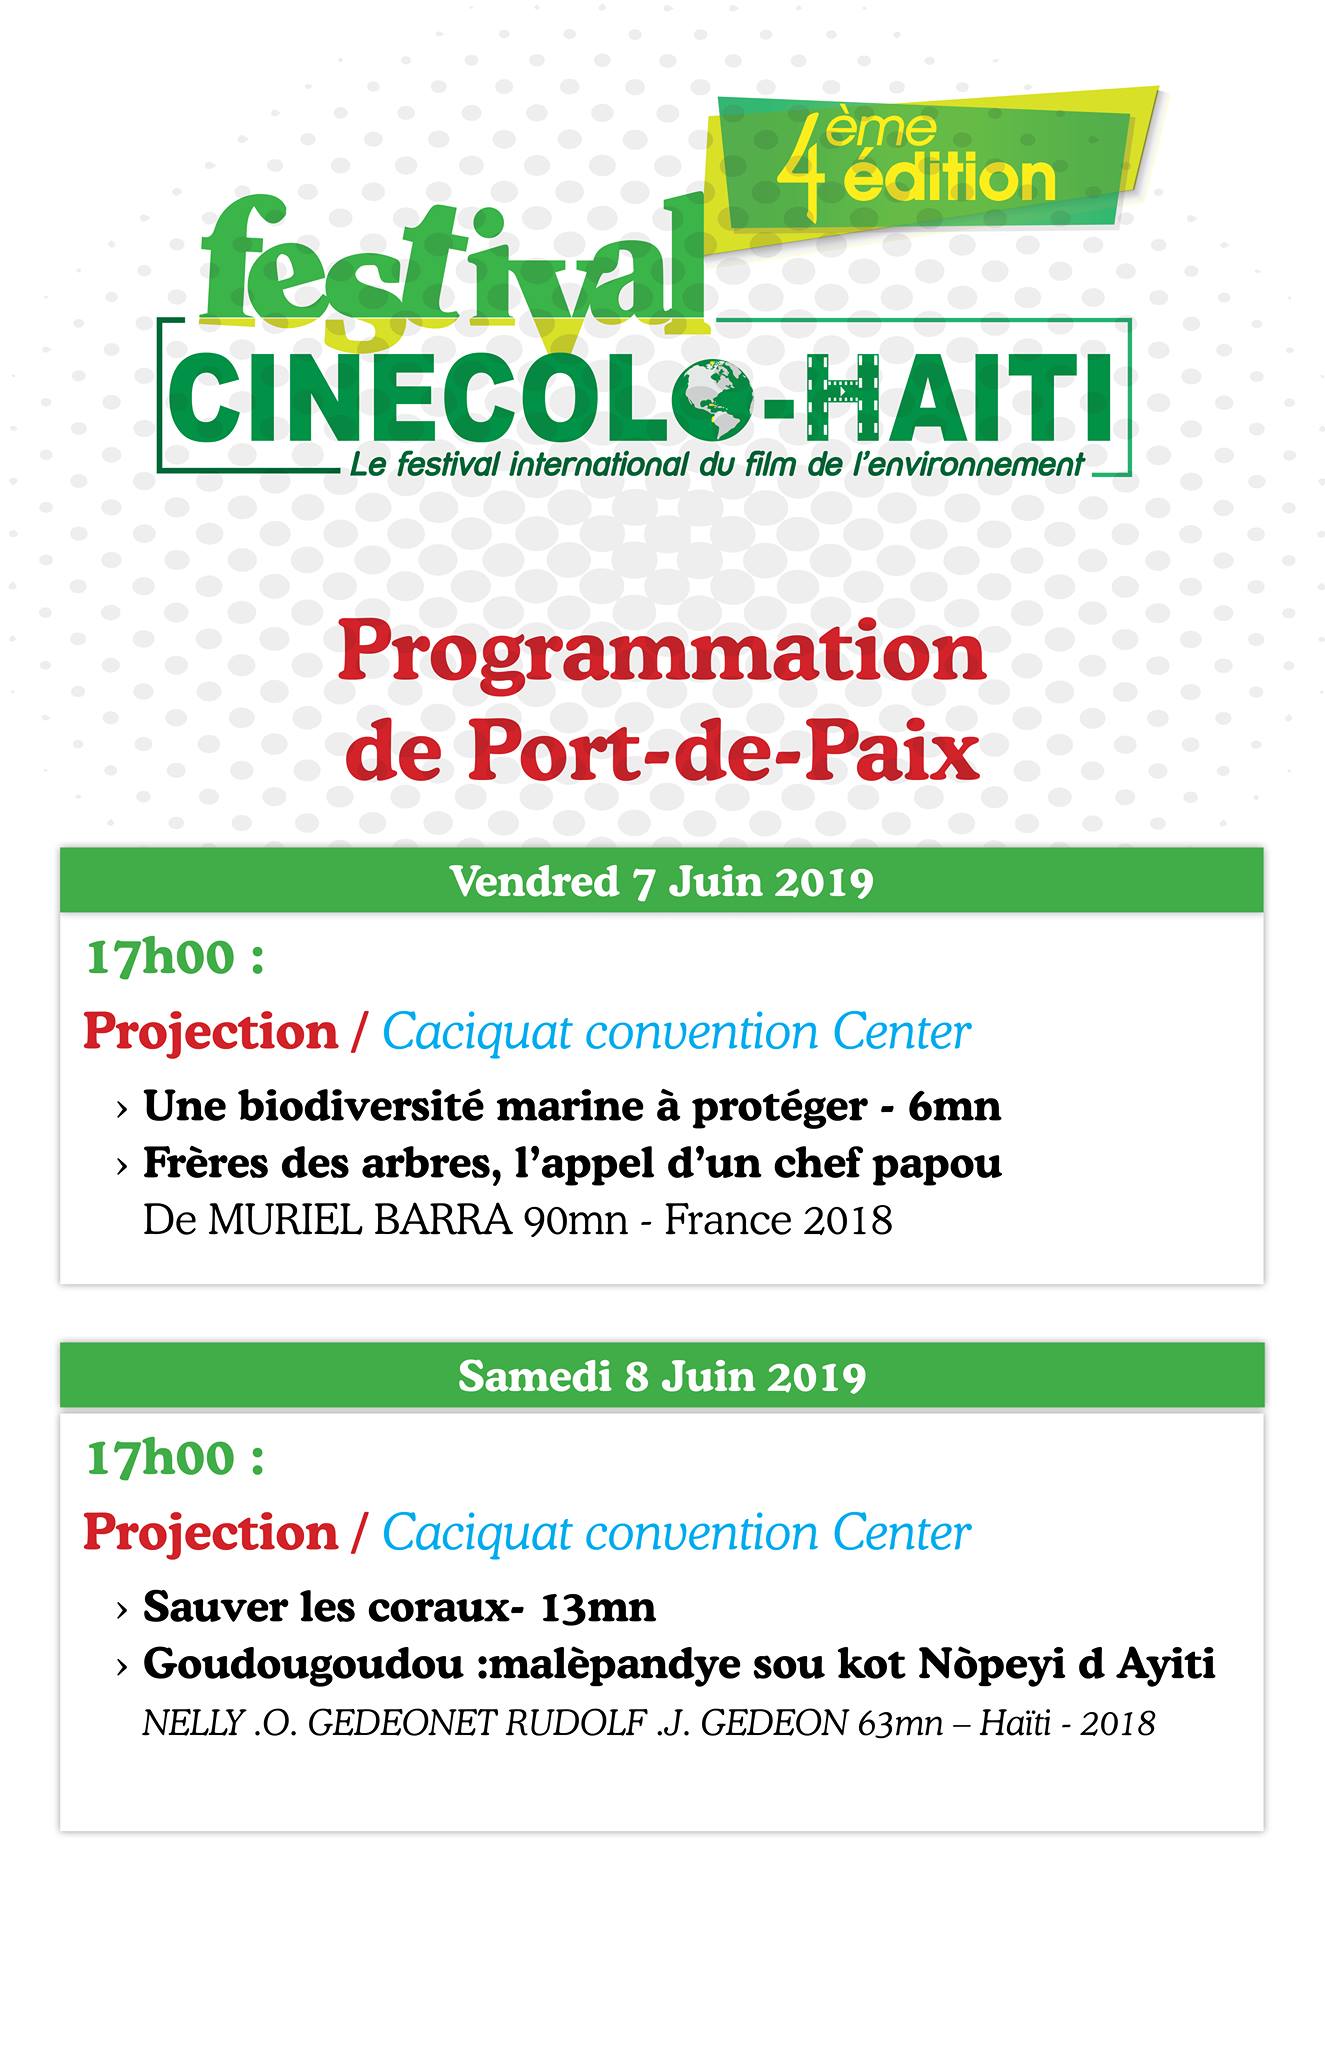 4ème édition
festival
CINECOLO-HAITI
Le festival international du film de l'environnement
Programmation
de Port-de-Paix
Vendred 7 Juin 2019
17h00 :
Projection / Caciquat convention Center
› Une biodiversité marine à protéger - 6mn
› Frères des arbres, l'appel d'un chef papou
De MURIEL BARRA 90mn - France 2018
Samedi 8 Juin 2019
17h00 :
Projection / Caciquat convention Center
› Sauver les coraux- 13mn
› Goudougoudou :malèpandye sou kot Nòpeyi d Ayiti
NELLY .O. GEDEONET RUDOLF .J. GEDEON 63mn – Haïti - 2018